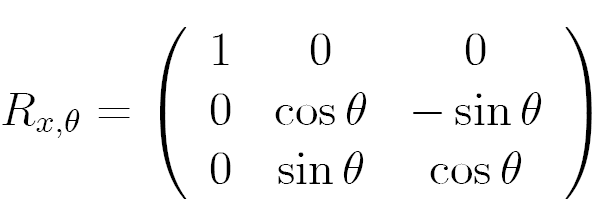 1 0 0
R_{x,θ} = ( 0 cos θ − sin θ )
0 sin θ cos θ